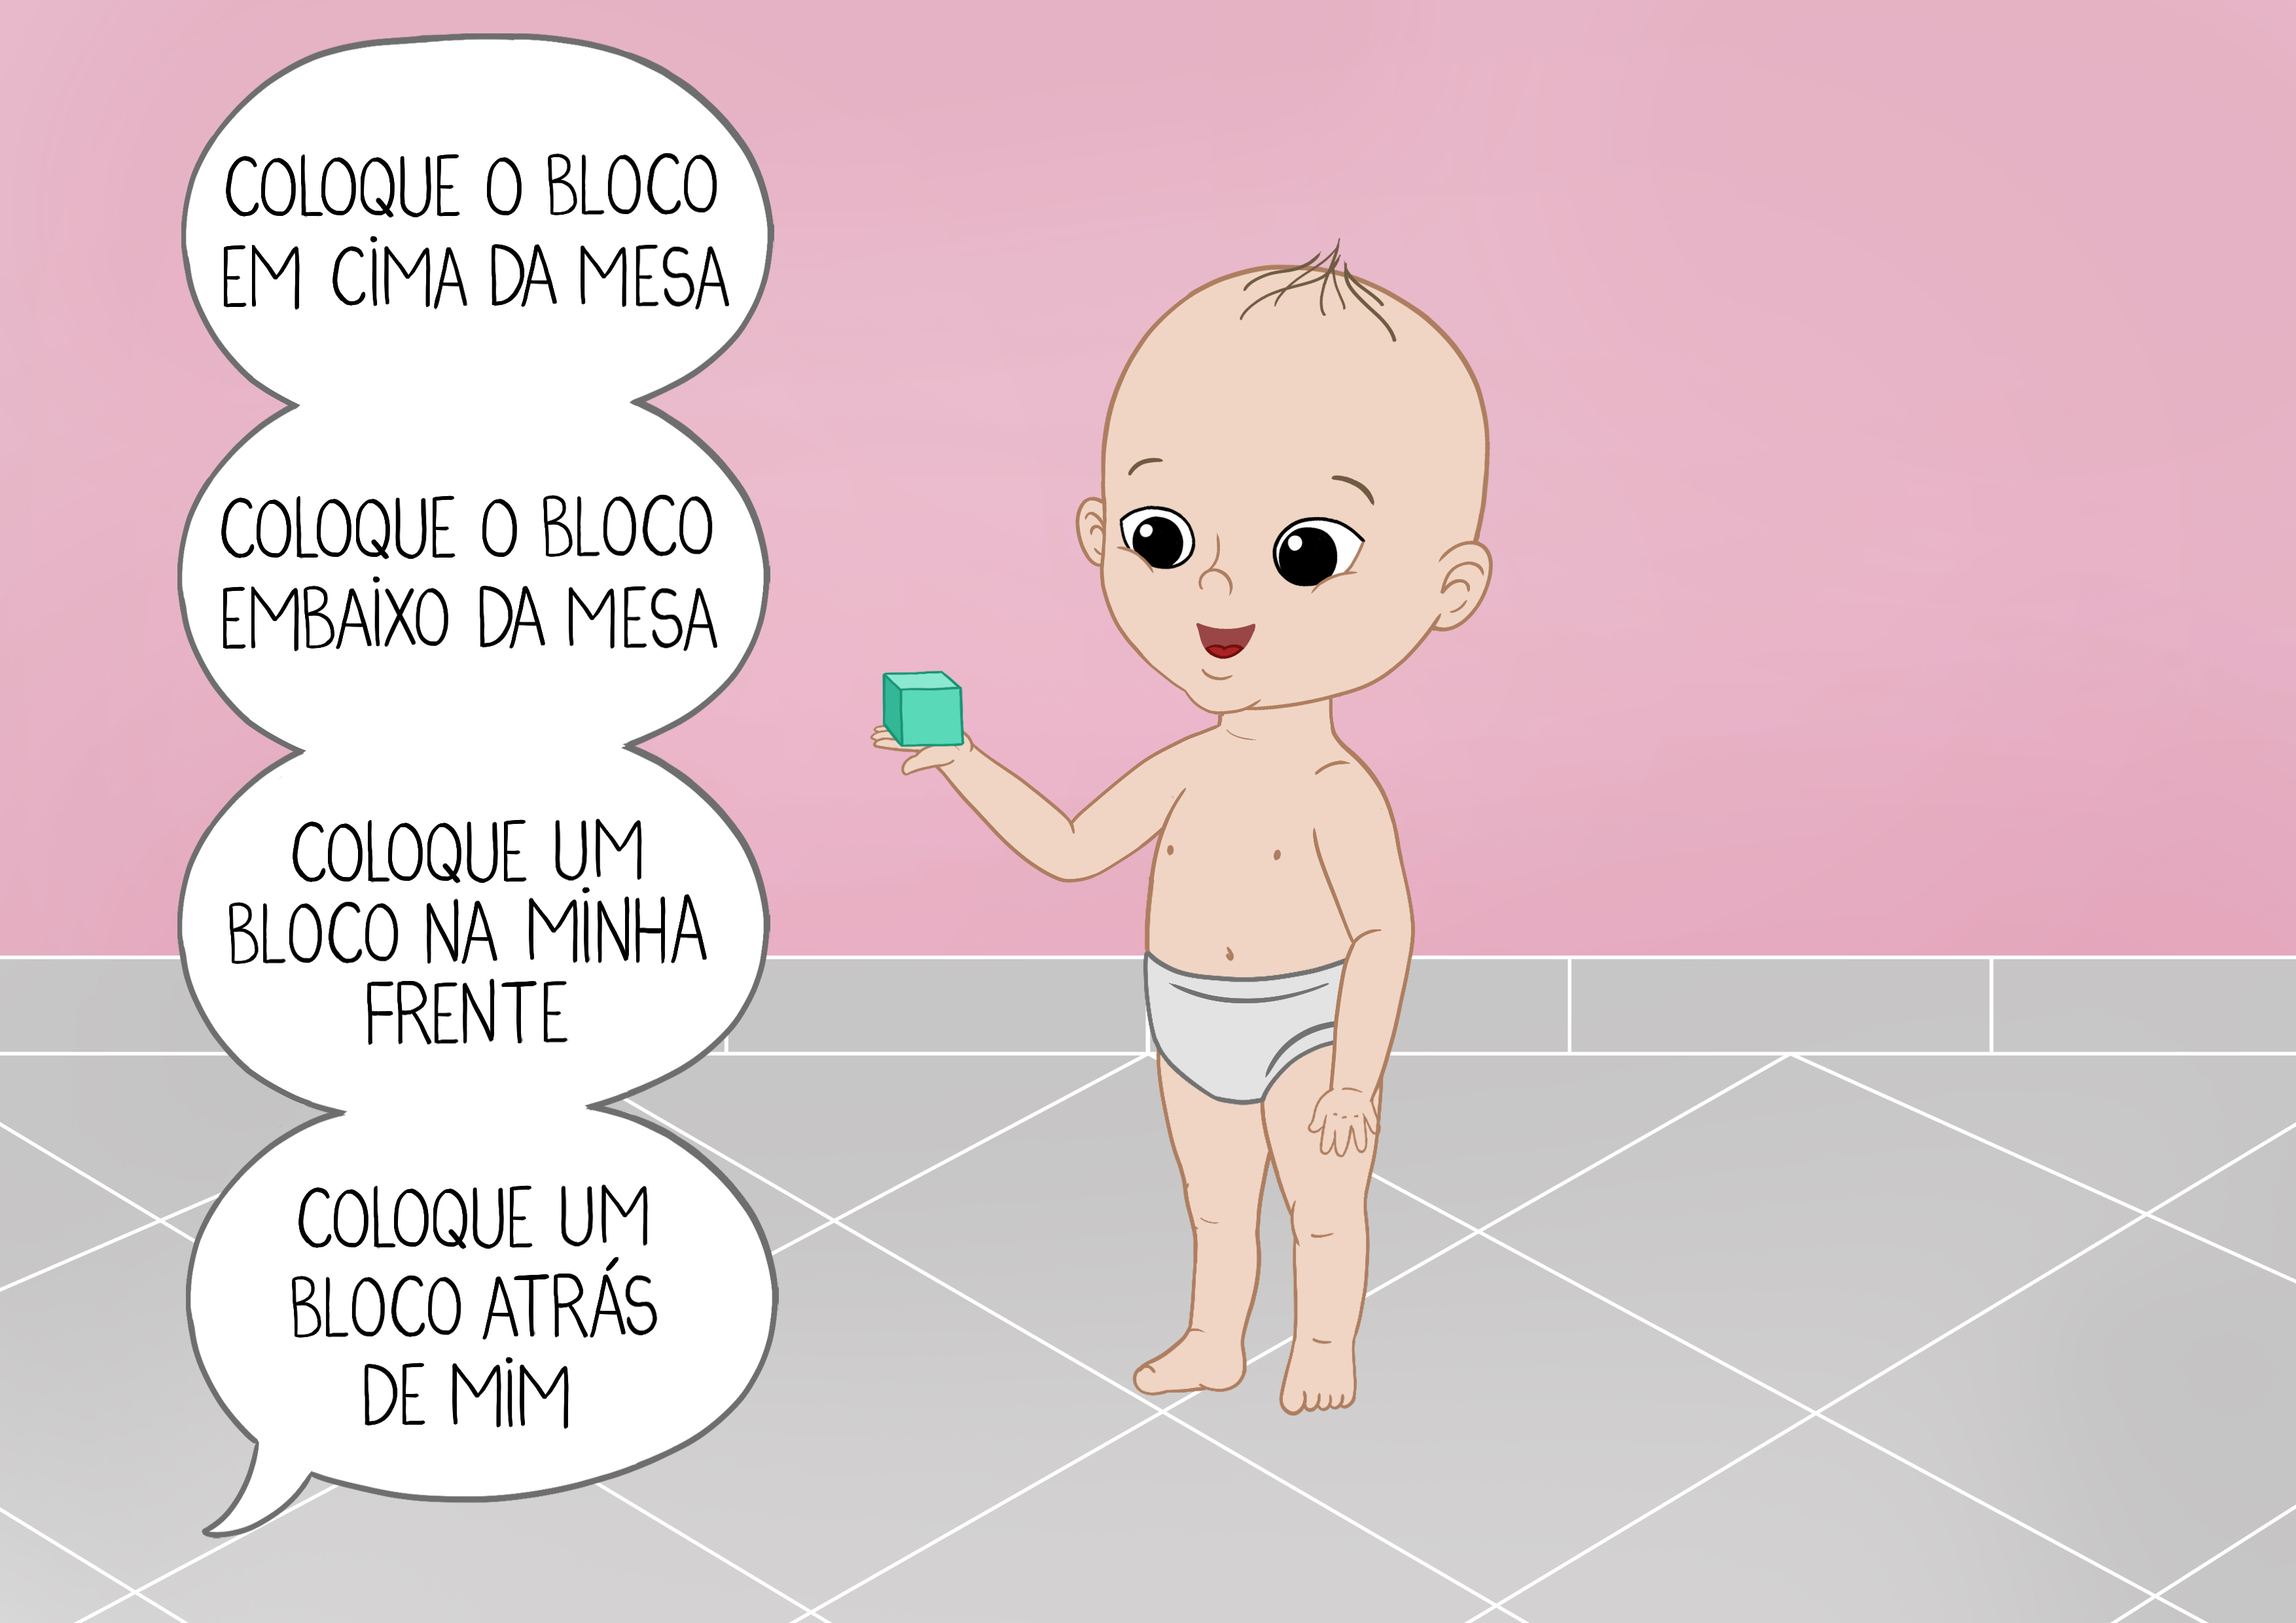 COLOQUE O BLOCO
EM CIMA DA MESA
COLOQUE O BLOCO
EMBAIXO DA MESA
COLOQUE UM
BLOCO NA MINHA
FRENTE
COLOQUE UM
BLOCO ATRÁS
DE MIM